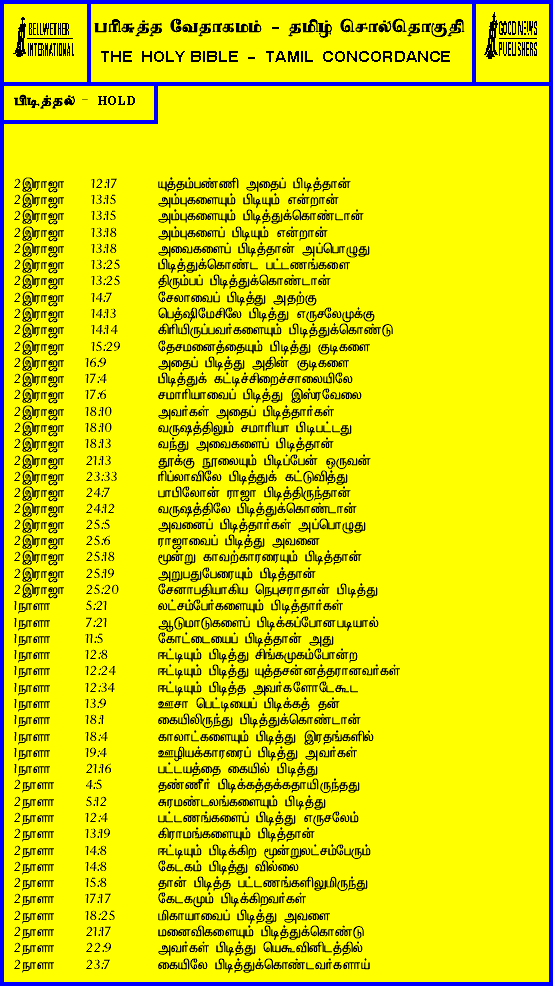 BELLWETHER
INTERNATIONAL
பரிசுத்த வேதாகமம் - தமிழ் சொல்தொகுதி
THE HOLY BIBLE - TAMIL CONCORDANCE
GOOD NEWS
PUBLISHERS
பிடித்தல் - HOLD
2இராஜா 12:17 யுத்தம்பண்ணி அதைப் பிடித்தான்
2இராஜா 13:15 அம்புகளையும் பிடியும் என்றான்
2இராஜா 13:15 அம்புகளையும் பிடித்துக்கொண்டான்
2இராஜா 13:18 அம்புகளைப் பிடியும் என்றான்
2இராஜா 13:18 அவைகளைப் பிடித்தான் அப்பொழுது
2இராஜா 13:25 பிடித்துக்கொண்ட பட்டணங்களை
2இராஜா 13:25 திரும்பப் பிடித்துக்கொண்டான்
2இராஜா 14:7 சேலாவைப் பிடித்து அதற்கு
2இராஜா 14:13 பெத்ஷிமேசிலே பிடித்து எருசலேமுக்கு
2இராஜா 14:14 கிரியிருப்பவர்களையும் பிடித்துக்கொண்டு
2இராஜா 15:29 தேசமனைத்தையும் பிடித்து குடிகளை
2இராஜா 16:9 அதைப் பிடித்து அதின் குடிகளை
2இராஜா 17:4 பிடித்துக் கட்டிச்சிறைச்சாலையிலே
2இராஜா 17:6 சமாரியாவைப் பிடித்து இஸ்ரவேலை
2இராஜா 18:10 அவர்கள் அதைப் பிடித்தார்கள்
2இராஜா 18:10 வருஷத்திலும் சமாரியா பிடிபட்டது
2இராஜா 18:13 வந்து அவைகளைப் பிடித்தான்
2இராஜா 21:13 தூக்கு நூலையும் பிடிப்பேன் ஒருவன்
2இராஜா 23:33 ரிப்லாவிலே பிடித்துக் கட்டுவித்து
2இராஜா 24:7 பாபிலோன் ராஜா பிடித்திருந்தான்
2இராஜா 24:12 வருஷத்திலே பிடித்துக்கொண்டான்
2இராஜா 25:5 அவனைப் பிடித்தார்கள் அப்பொழுது
2இராஜா 25:6 ராஜாவைப் பிடித்து அவனை
2இராஜா 25:18 மூன்று காவற்காரரையும் பிடித்தான்
2இராஜா 25:19 அறுபதுபேரையும் பிடித்தான்
2இராஜா 25:20 சேனாபதியாகிய நெபுசராதான் பிடித்து
1நாளா 5:21 லட்சம்பேர்களையும் பிடித்தார்கள்
1நாளா 7:21 ஆடுமாடுகளைப் பிடிக்கப்போனபடியால்
1நாளா 11:5 கோட்டையைப் பிடித்தான் அது
1நாளா 12:8 ஈட்டியும் பிடித்து சிங்கமுகம்போன்ற
1நாளா 12:24 ஈட்டியும் பிடித்து யுத்தசன்னத்தரானவர்கள்
1நாளா 12:34 ஈட்டியும் பிடித்த அவர்களோடேகூட
1நாளா 13:9 ஊசா பெட்டியைப் பிடிக்கத் தன்
1நாளா 18:1 கையிலிருந்து பிடித்துக்கொண்டான்
1நாளா 18:4 காலாட்களையும் பிடித்து இரதங்களில்
1நாளா 19:4 ஊழியக்காரரைப் பிடித்து அவர்கள்
1நாளா 21:16 பட்டயத்தை கையில் பிடித்து
2நாளா 4:5 தண்ணீர் பிடிக்கத்தக்கதாயிருந்தது
2நாளா 5:12 சுரமண்டலங்களையும் பிடித்து
2நாளா 12:4 பட்டணங்களைப் பிடித்து எருசலேம்
2நாளா 13:19 கிராமங்களையும் பிடித்தான்
2நாளா 14:8 ஈட்டியும் பிடிக்கிற மூன்றுலட்சம்பேரும்
2நாளா 14:8 கேடகம் பிடித்து வில்லை
2நாளா 15:8 தான் பிடித்த பட்டணங்களிலுமிருந்து
2நாளா 17:17 கேடகமும் பிடிக்கிறவர்கள்
2நாளா 18:25 மிகாயாவைப் பிடித்து அவனை
2நாளா 21:17 மனைவிகளையும் பிடித்துக்கொண்டு
2நாளா 22:9 அவர்கள் பிடித்து யெகூவினிடத்தில்
2நாளா 23:7 கையிலே பிடித்துக்கொண்டவர்களாய்